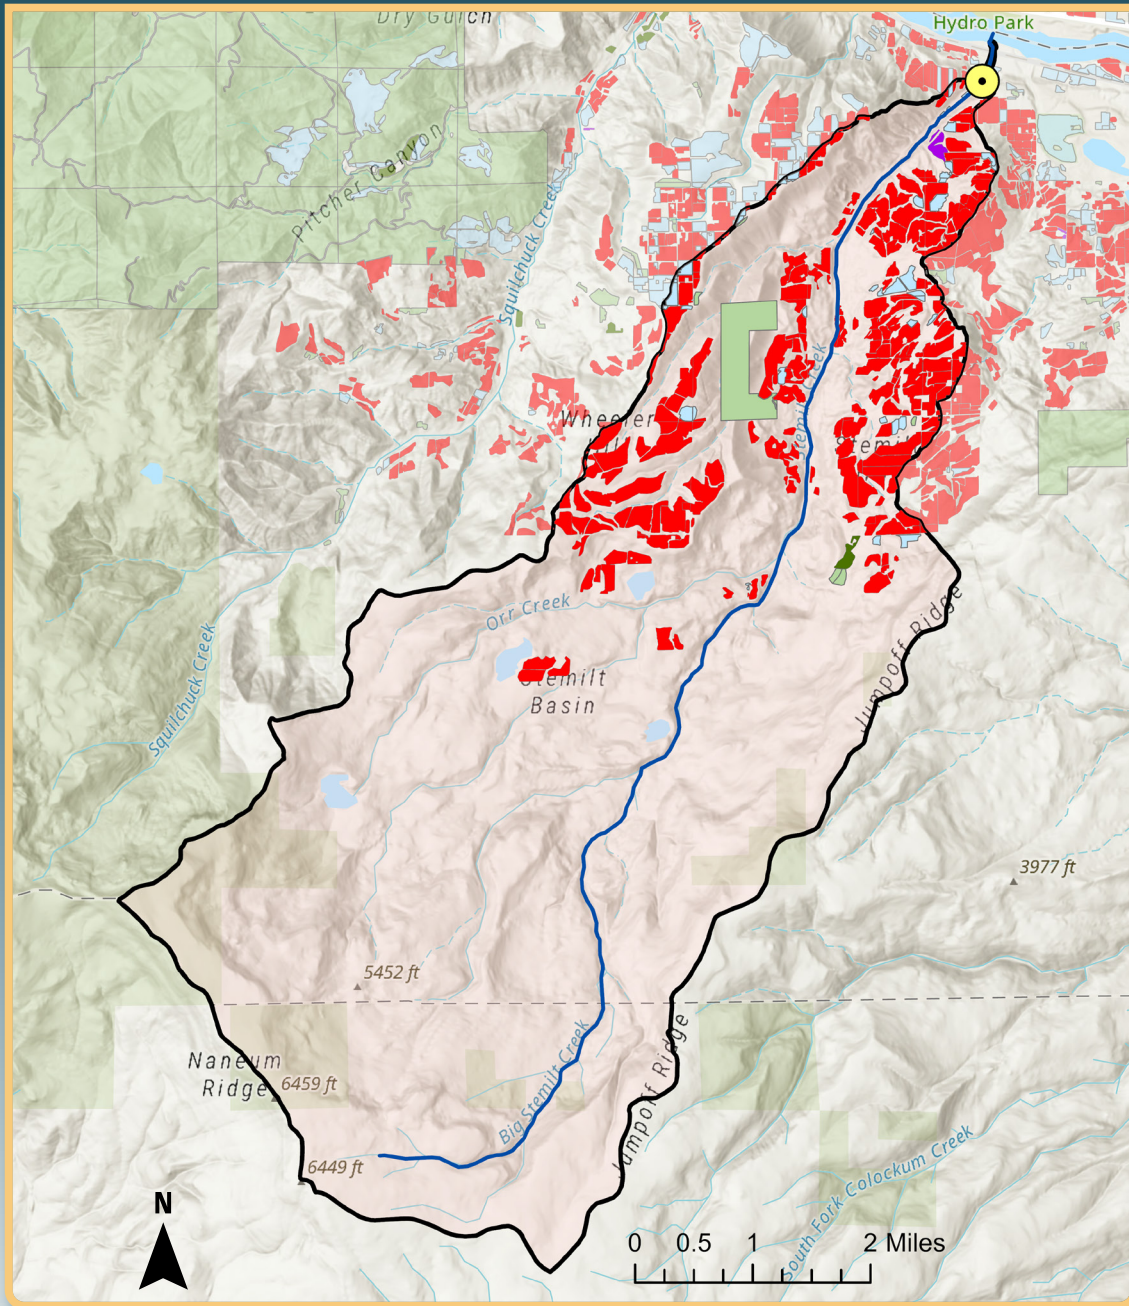 Dry Gulch
Hydro Park
Pitcher Canyon
Squilchuck Creek
Wheeler
Hill
Stemilt Creek
Stemilt
Orr Creek
Stemilt
Basin
Squilchuck Creek
Jumpoff Ridge
3977 ft
5452 ft
Naneum
Ridge
6459 ft
Big Stemilt Creek
Jumpoff Ridge
6449 ft
South Fork Colockum Creek
N
0 0.5 1 2 Miles